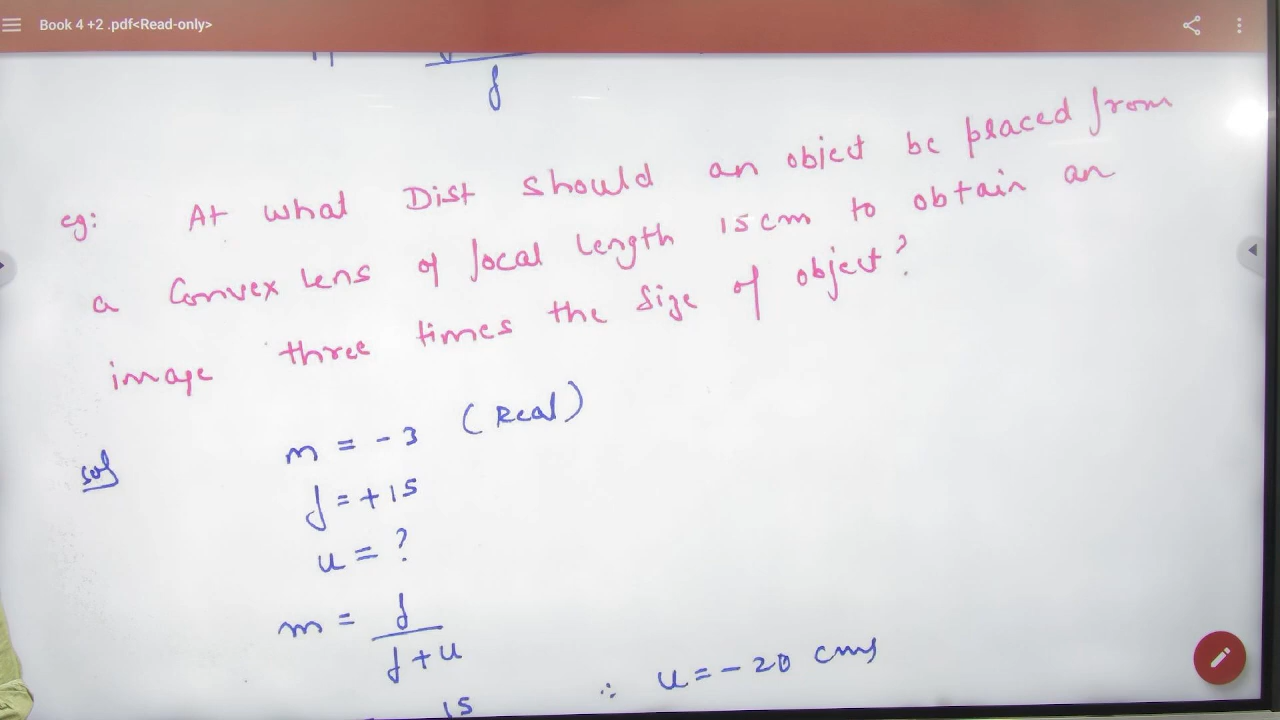 Book 4 +2 .pdf<Read-only>
f
eg: At what Dist should an object be placed from
a Convex lens of focal length 15cm to obtain an
image three times the size of object?
sol m = -3 (Real)
f = +15
u = ?
m = f
f + u
∴ u = -20 cms
15